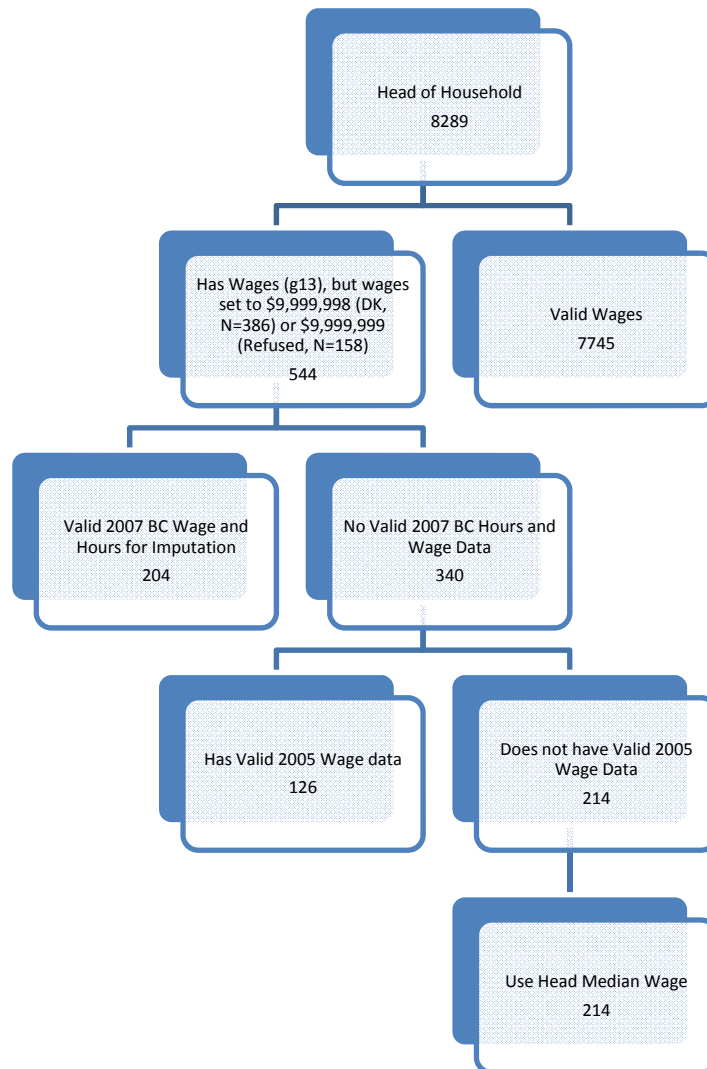 Head of Household
8289
Has Wages (g13), but wages
set to $9,999,998 (DK,
N=386) or $9,999,999
(Refused, N=158)
544
Valid Wages
7745
Valid 2007 BC Wage and
Hours for Imputation
204
No Valid 2007 BC Hours and
Wage Data
340
Has Valid 2005 Wage data
126
Does not have Valid 2005
Wage Data
214
Use Head Median Wage
214